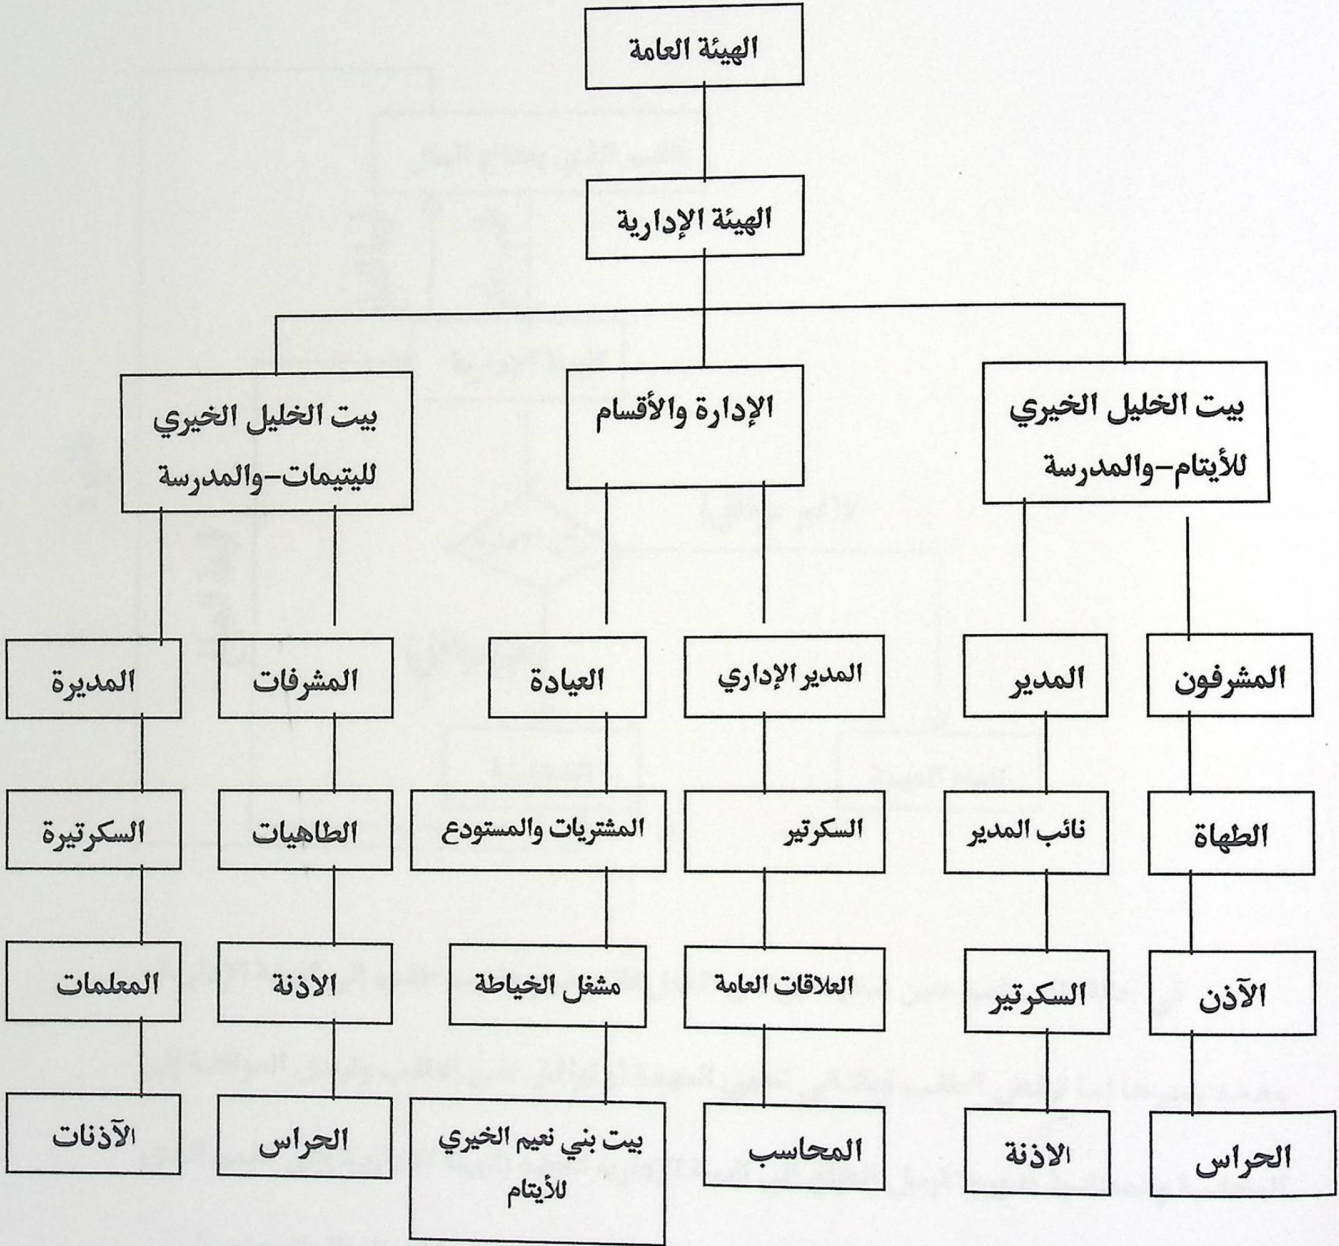 الهيئة العامة
الهيئة الإدارية
بيت الخليل الخيري
للأيتام-والمدرسة
الإدارة والأقسام
بيت الخليل الخيري
لليتيمات-والمدرسة
المشرفون
المدير
المدير الإداري
العيادة
المشرفات
المديرة
الطهاة
نائب المدير
السكرتير
المشتريات والمستودع
الطاهيات
السكرتيرة
الآذن
السكرتير
العلاقات العامة
مشغل الخياطة
الاذنة
المعلمات
الحراس
الاذنة
المحاسب
بيت بني نعيم الخيري
للأيتام
الحراس
الآذنات